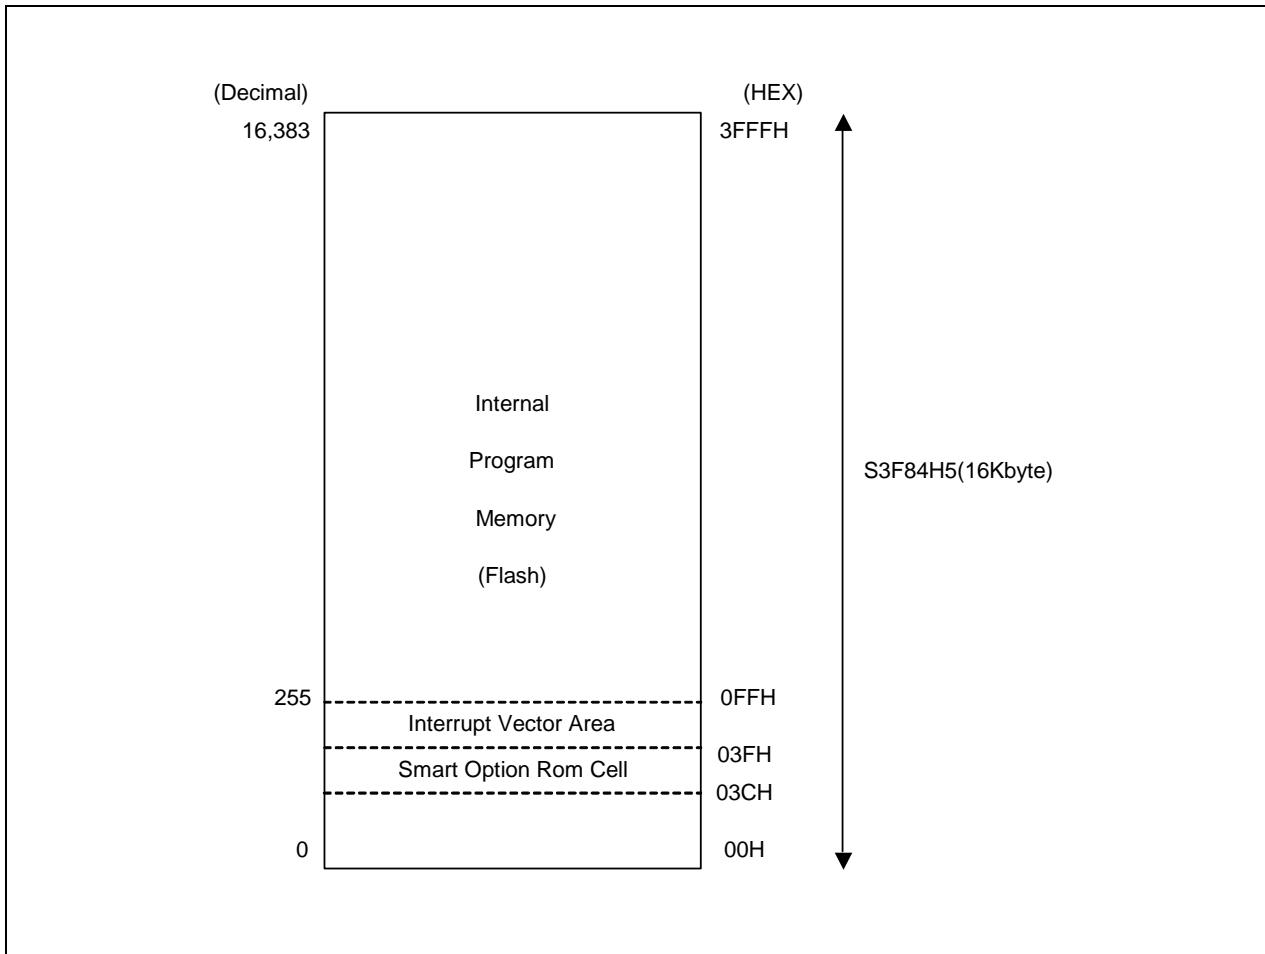 (Decimal)
(HEX)
16,383
3FFFH
Internal
Program
Memory
(Flash)
S3F84H5(16Kbyte)
255
0FFH
Interrupt Vector Area
03FH
Smart Option Rom Cell
03CH
0
00H